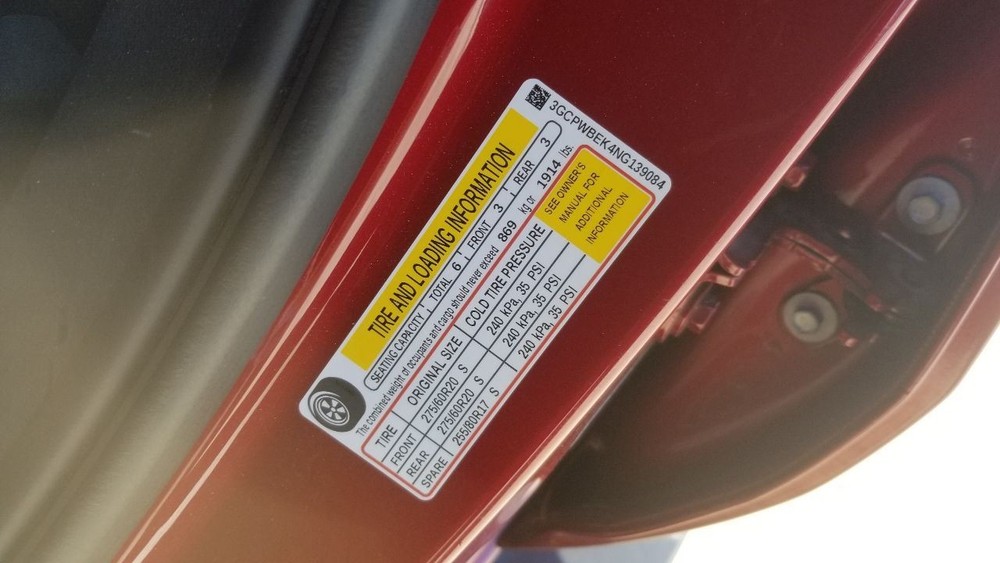 3GCPWBEK4NG139084
TIRE AND LOADING INFORMATION
SEATING CAPACITY TOTAL 6 FRONT 3 REAR 3
The combined weight of occupants and cargo should never exceed 869 kg or 1914 lbs.
TIRE ORIGINAL SIZE COLD TIRE PRESSURE
FRONT 275/60R20 S 240 kPa, 35 PSI
REAR 275/60R20 S 240 kPa, 35 PSI
SPARE 255/80R17 S 240 kPa, 35 PSI
SEE OWNER'S
MANUAL FOR
ADDITIONAL
INFORMATION